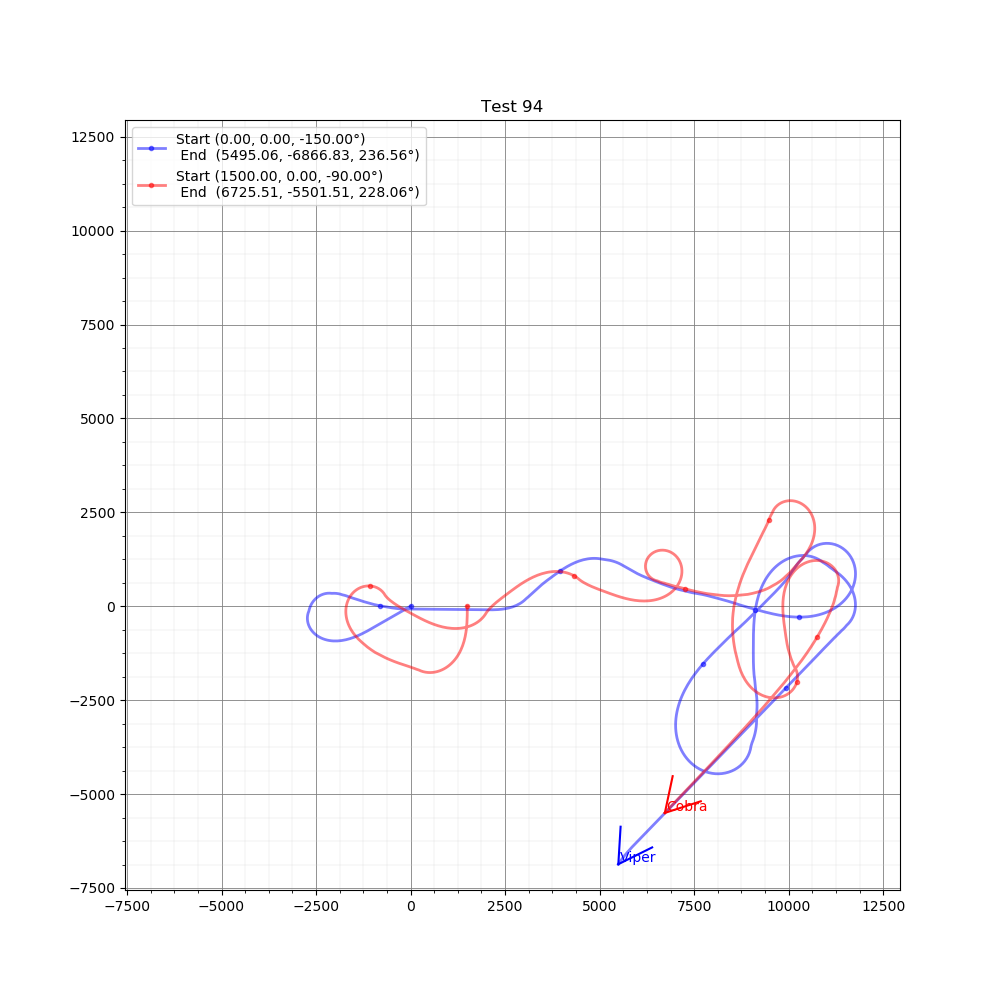 Test 94
Start (0.00, 0.00, -150.00°)
End  (5495.06, -6866.83, 236.56°)
Start (1500.00, 0.00, -90.00°)
End  (6725.51, -5501.51, 228.06°)
12500
10000
7500
5000
2500
0
−2500
−5000
−7500
Cobra
Viper
−7500 −5000 −2500 0 2500 5000 7500 10000 12500